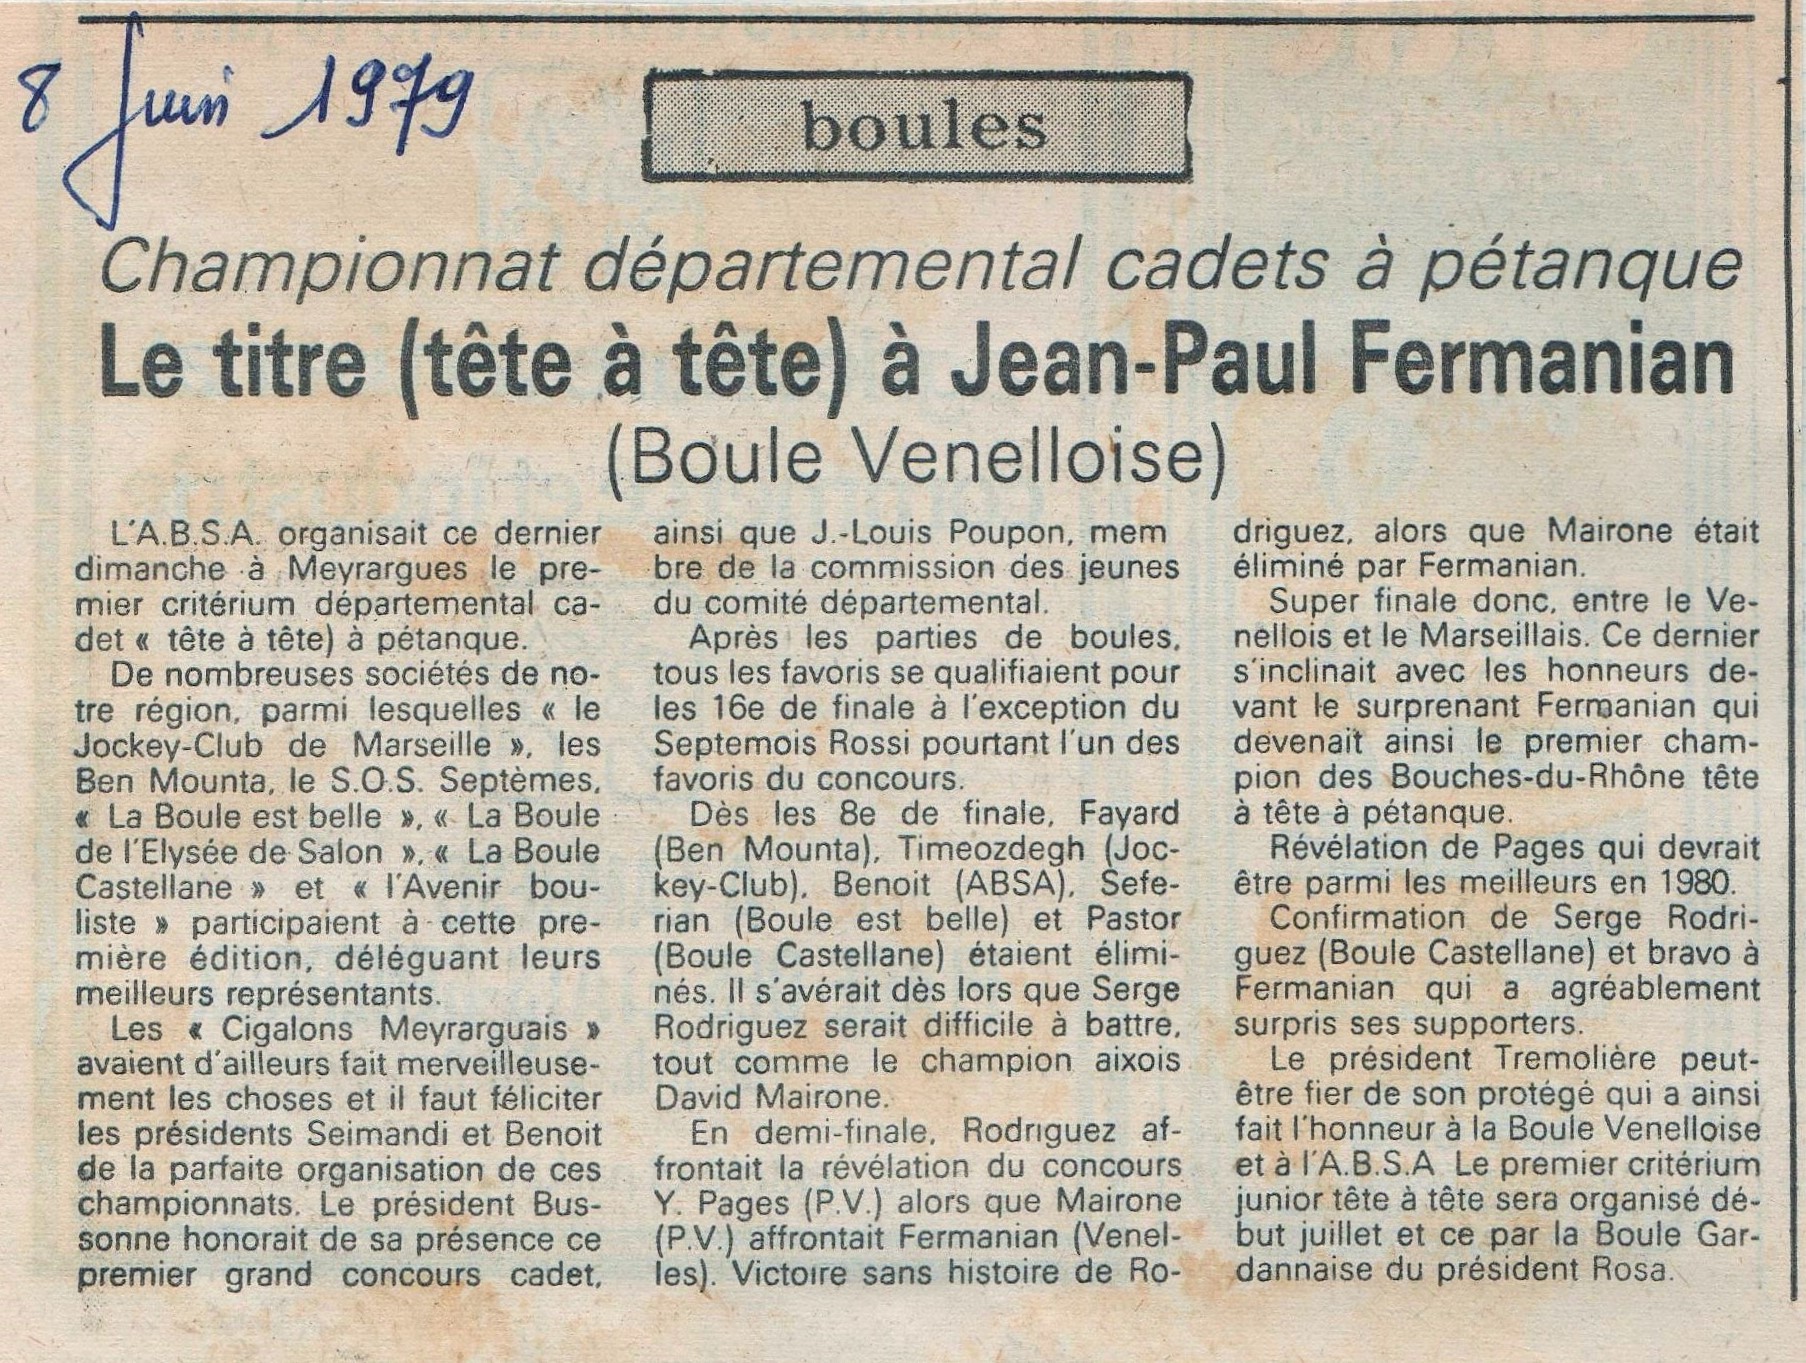 8 Juin 1979
boules
Championnat départemental cadets à pétanque
Le titre (tête à tête) à Jean-Paul Fermanian
(Boule Venelloise)
L'A.B.S.A. organisait ce dernier
dimanche à Meyrargues le pre-
mier critérium départemental ca-
det « tête à tête) à pétanque.
De nombreuses sociétés de no-
tre région, parmi lesquelles « le
Jockey-Club de Marseille », les
Ben Mounta, le S.O.S. Septèmes,
« La Boule est belle », « La Boule
de l'Elysée de Salon », « La Boule
Castellane » et « l'Avenir bou-
liste » participaient à cette pre-
mière édition, déléguant leurs
meilleurs représentants.
Les « Cigalons Meyrarguais »
avaient d'ailleurs fait merveilleuse-
ment les choses et il faut féliciter
les présidents Seimandi et Benoit
de la parfaite organisation de ces
championnats. Le président Bus-
sonne honorait de sa présence ce
premier grand concours cadet,
ainsi que J.-Louis Poupon, mem
bre de la commission des jeunes
du comité départemental.
Après les parties de boules,
tous les favoris se qualifiaient pour
les 16e de finale à l'exception du
Septemois Rossi pourtant l'un des
favoris du concours.
Dès les 8e de finale, Fayard
(Ben Mounta), Timeozdegh (Joc-
key-Club), Benoit (ABSA), Sefe-
rian (Boule est belle) et Pastor
(Boule Castellane) étaient élimi-
nés. Il s'avérait dès lors que Serge
Rodriguez serait difficile à battre,
tout comme le champion aixois
David Mairone.
En demi-finale, Rodriguez af-
frontait la révélation du concours
Y. Pages (P.V.) alors que Mairone
(P.V.) affrontait Fermanian (Venel-
les). Victoire sans histoire de Ro-
driguez, alors que Mairone était
éliminé par Fermanian.
Super finale donc, entre le Ve-
nellois et le Marseillais. Ce dernier
s'inclinait avec les honneurs de-
vant le surprenant Fermanian qui
devenait ainsi le premier cham-
pion des Bouches-du-Rhône tête
à tête à pétanque.
Révélation de Pages qui devrait
être parmi les meilleurs en 1980.
Confirmation de Serge Rodri-
guez (Boule Castellane) et bravo à
Fermanian qui a agréablement
surpris ses supporters.
Le président Tremolière peut-
être fier de son protégé qui a ainsi
fait l'honneur à la Boule Venelloise
et à l'A.B.S.A Le premier critérium
junior tête à tête sera organisé dé-
but juillet et ce par la Boule Gar-
dannaise du président Rosa.